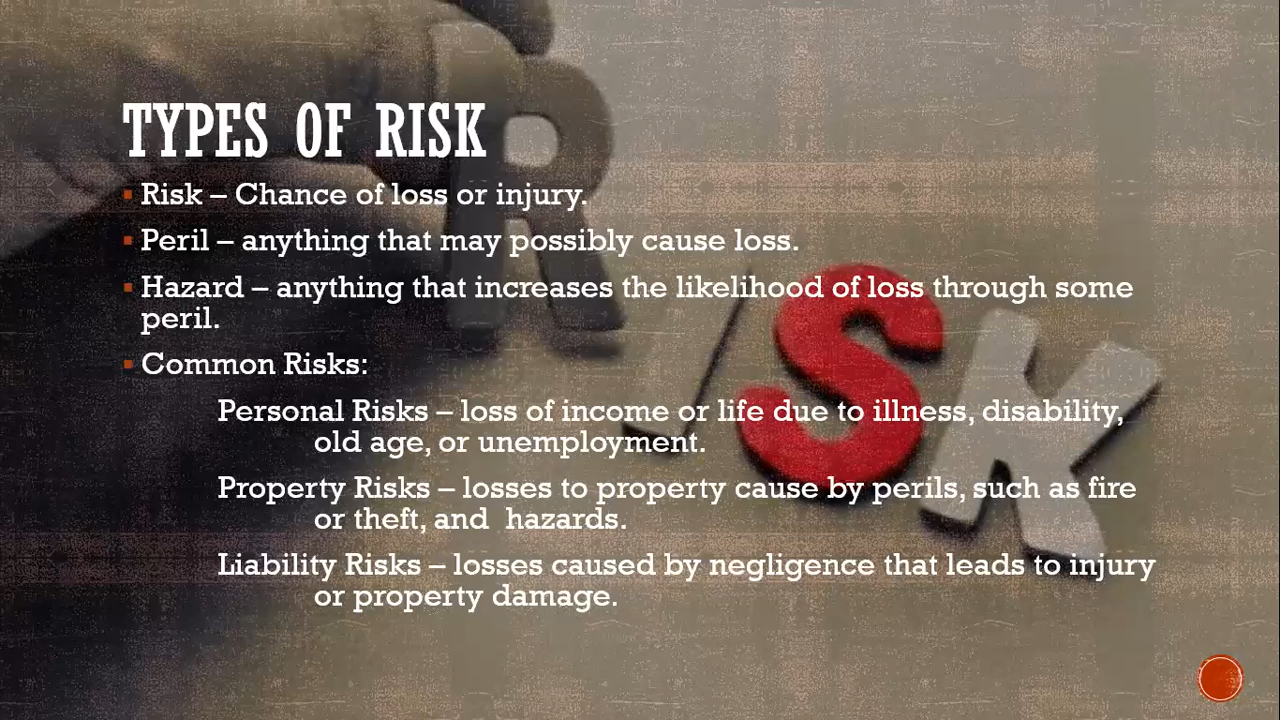 TYPES OF RISK
Risk – Chance of loss or injury.
Peril – anything that may possibly cause loss.
Hazard – anything that increases the likelihood of loss through some
peril.
Common Risks:
Personal Risks – loss of income or life due to illness, disability,
old age, or unemployment.
Property Risks – losses to property cause by perils, such as fire
or theft, and  hazards.
Liability Risks – losses caused by negligence that leads to injury
or property damage.
RISK